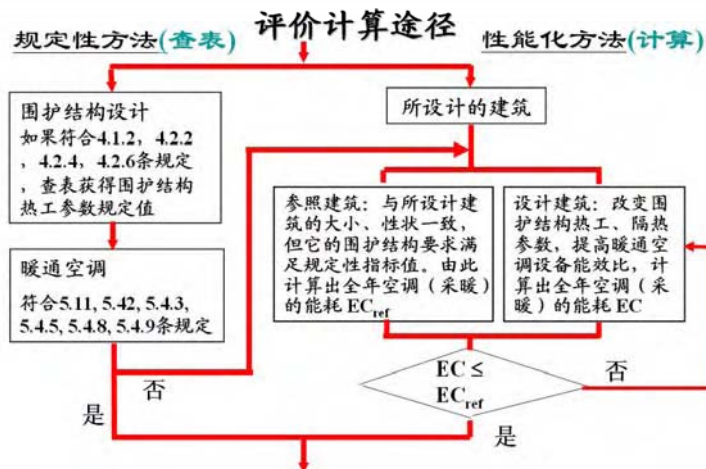 评价计算途径
规定性方法(查表)
性能化方法(计算)
围护结构设计
如果符合4.1.2，4.2.2
，4.2.4，4.2.6条规定
，查表获得围护结构
热工参数规定值
暖通空调
符合5.11, 5.42, 5.4.3,
5.4.5, 5.4.8, 5.4.9条规定
否
是
所设计的建筑
参照建筑：与所设计建
筑的大小、性状一致，
但它的围护结构要求满
足规定性指标值。由此
计算出全年空调（采暖）
的能耗 ECref
设计建筑：改变围
护结构热工、隔热
参数，提高暖通空
调设备能效比，计
算出全年空调（采
暖）的能耗 EC
EC ≤
ECref
否
是